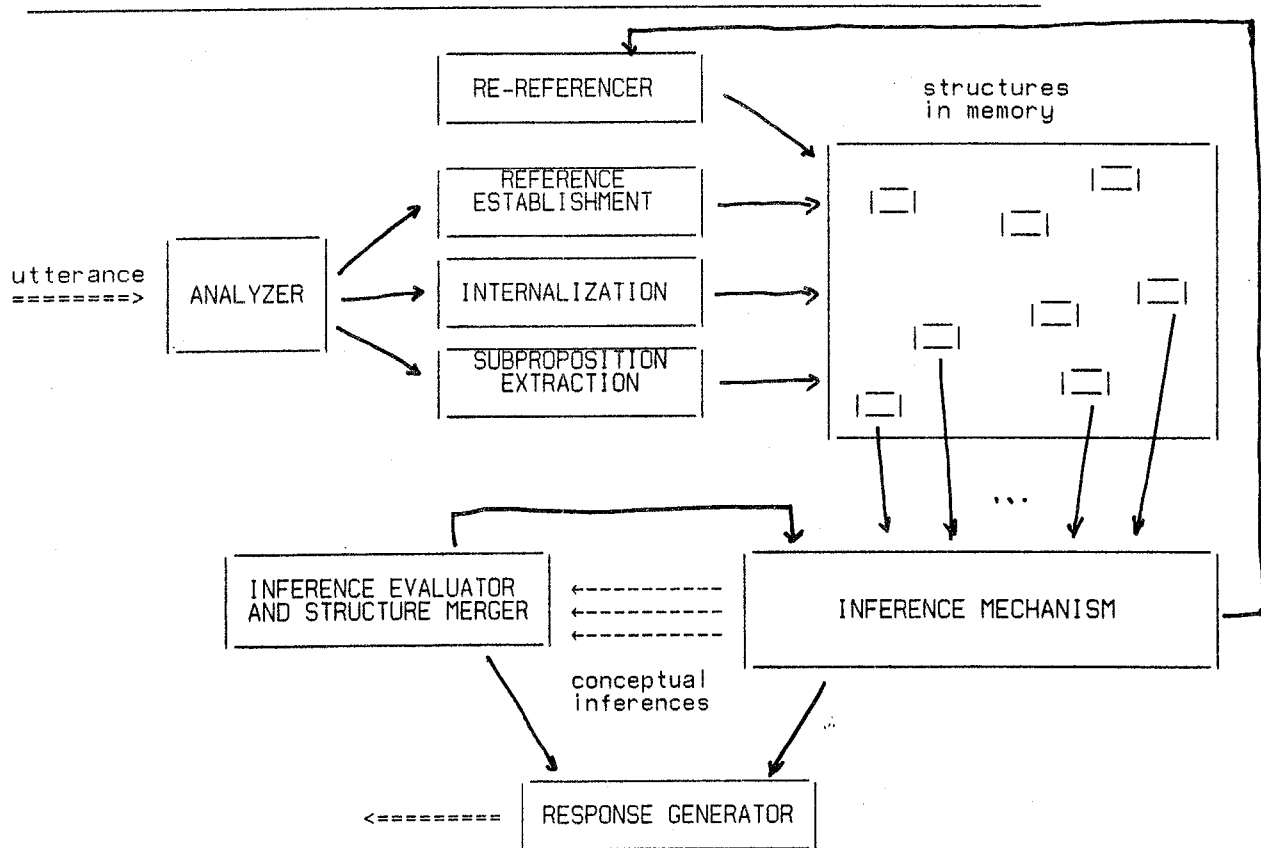 RE-REFERENCER
structures
in memory
REFERENCE
ESTABLISHMENT
utterance
========>
ANALYZER
INTERNALIZATION
SUBPROPOSITION
EXTRACTION
...
INFERENCE EVALUATOR
AND STRUCTURE MERGER
INFERENCE MECHANISM
conceptual
inferences
RESPONSE GENERATOR
<=========